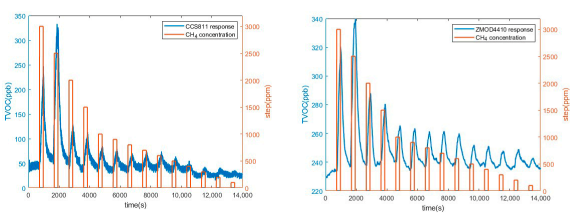 350
300
250
200
150
100
50
0
TVOC(ppb)
CCS811 response
CH4 concentration
3000
2500
2000
1500
1000
500
0
step(ppm)
0 2000 4000 6000 8000 10,000 12,000 14,000
time(s)
340
320
300
280
260
240
220
TVOC(ppb)
ZMOD4410 response
CH4 concentration
3000
2500
2000
1500
1000
500
0
step(ppm)
0 2000 4000 6000 8000 10,000 12,000 14,000
time(s)